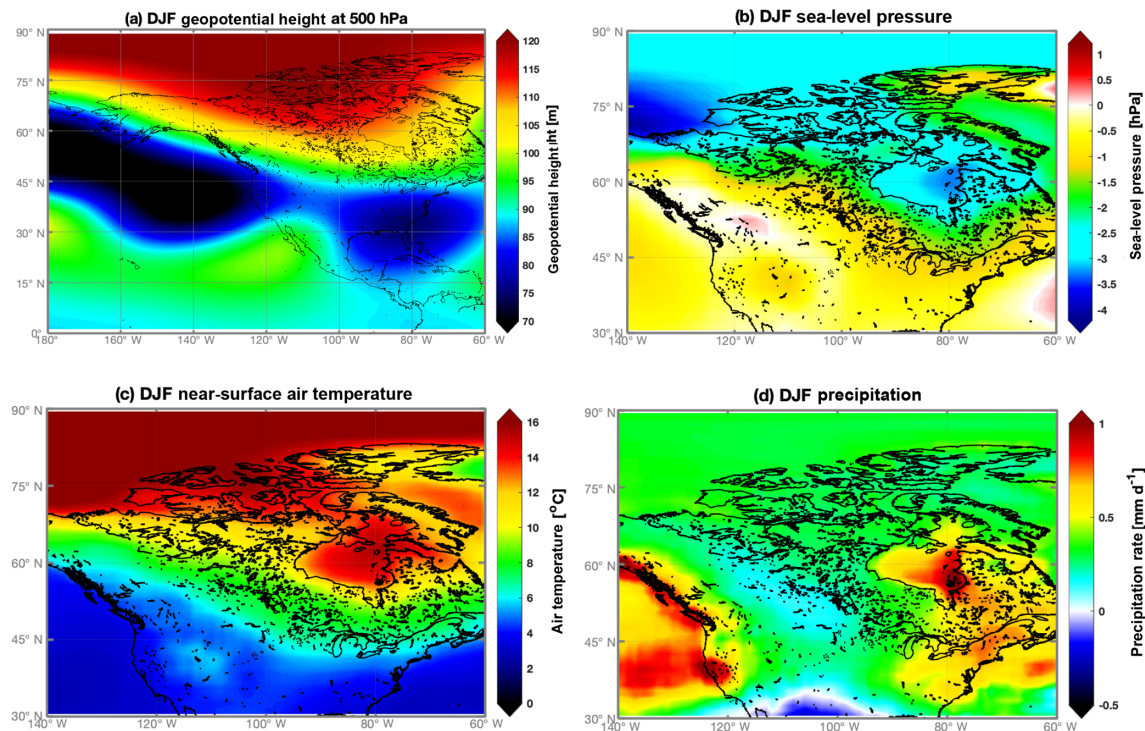 (a) DJF geopotential height at 500 hPa
90° N
75° N
60° N
45° N
30° N
15° N
0°
180° W
160° W
140° W
120° W
100° W
80° W
60° W
120
115
110
105
100
95
90
85
80
75
70
Geopotential heightıht [m]
(b) DJF sea-level pressure
90° N
75° N
60° N
45° N
30° N
140° W
120° W
100° W
80° W
60° W
1
0.5
0
-0.5
-1
-1.5
-2
-2.5
-3
-3.5
-4
Sea-level pressure [hPa]
(c) DJF near-surface air temperature
90° N
75° N
60° N
45° N
30° N
140° W
120° W
100° W
80° W
60° W
16
14
12
10
8
6
4
2
0
Air temperature [°C]
(d) DJF precipitation
90° N
75° N
60° N
45° N
30° N
140° W
120° W
100° W
80° W
60° W
1
0.5
0
-0.5
Precipitation rate [mm d⁻¹]